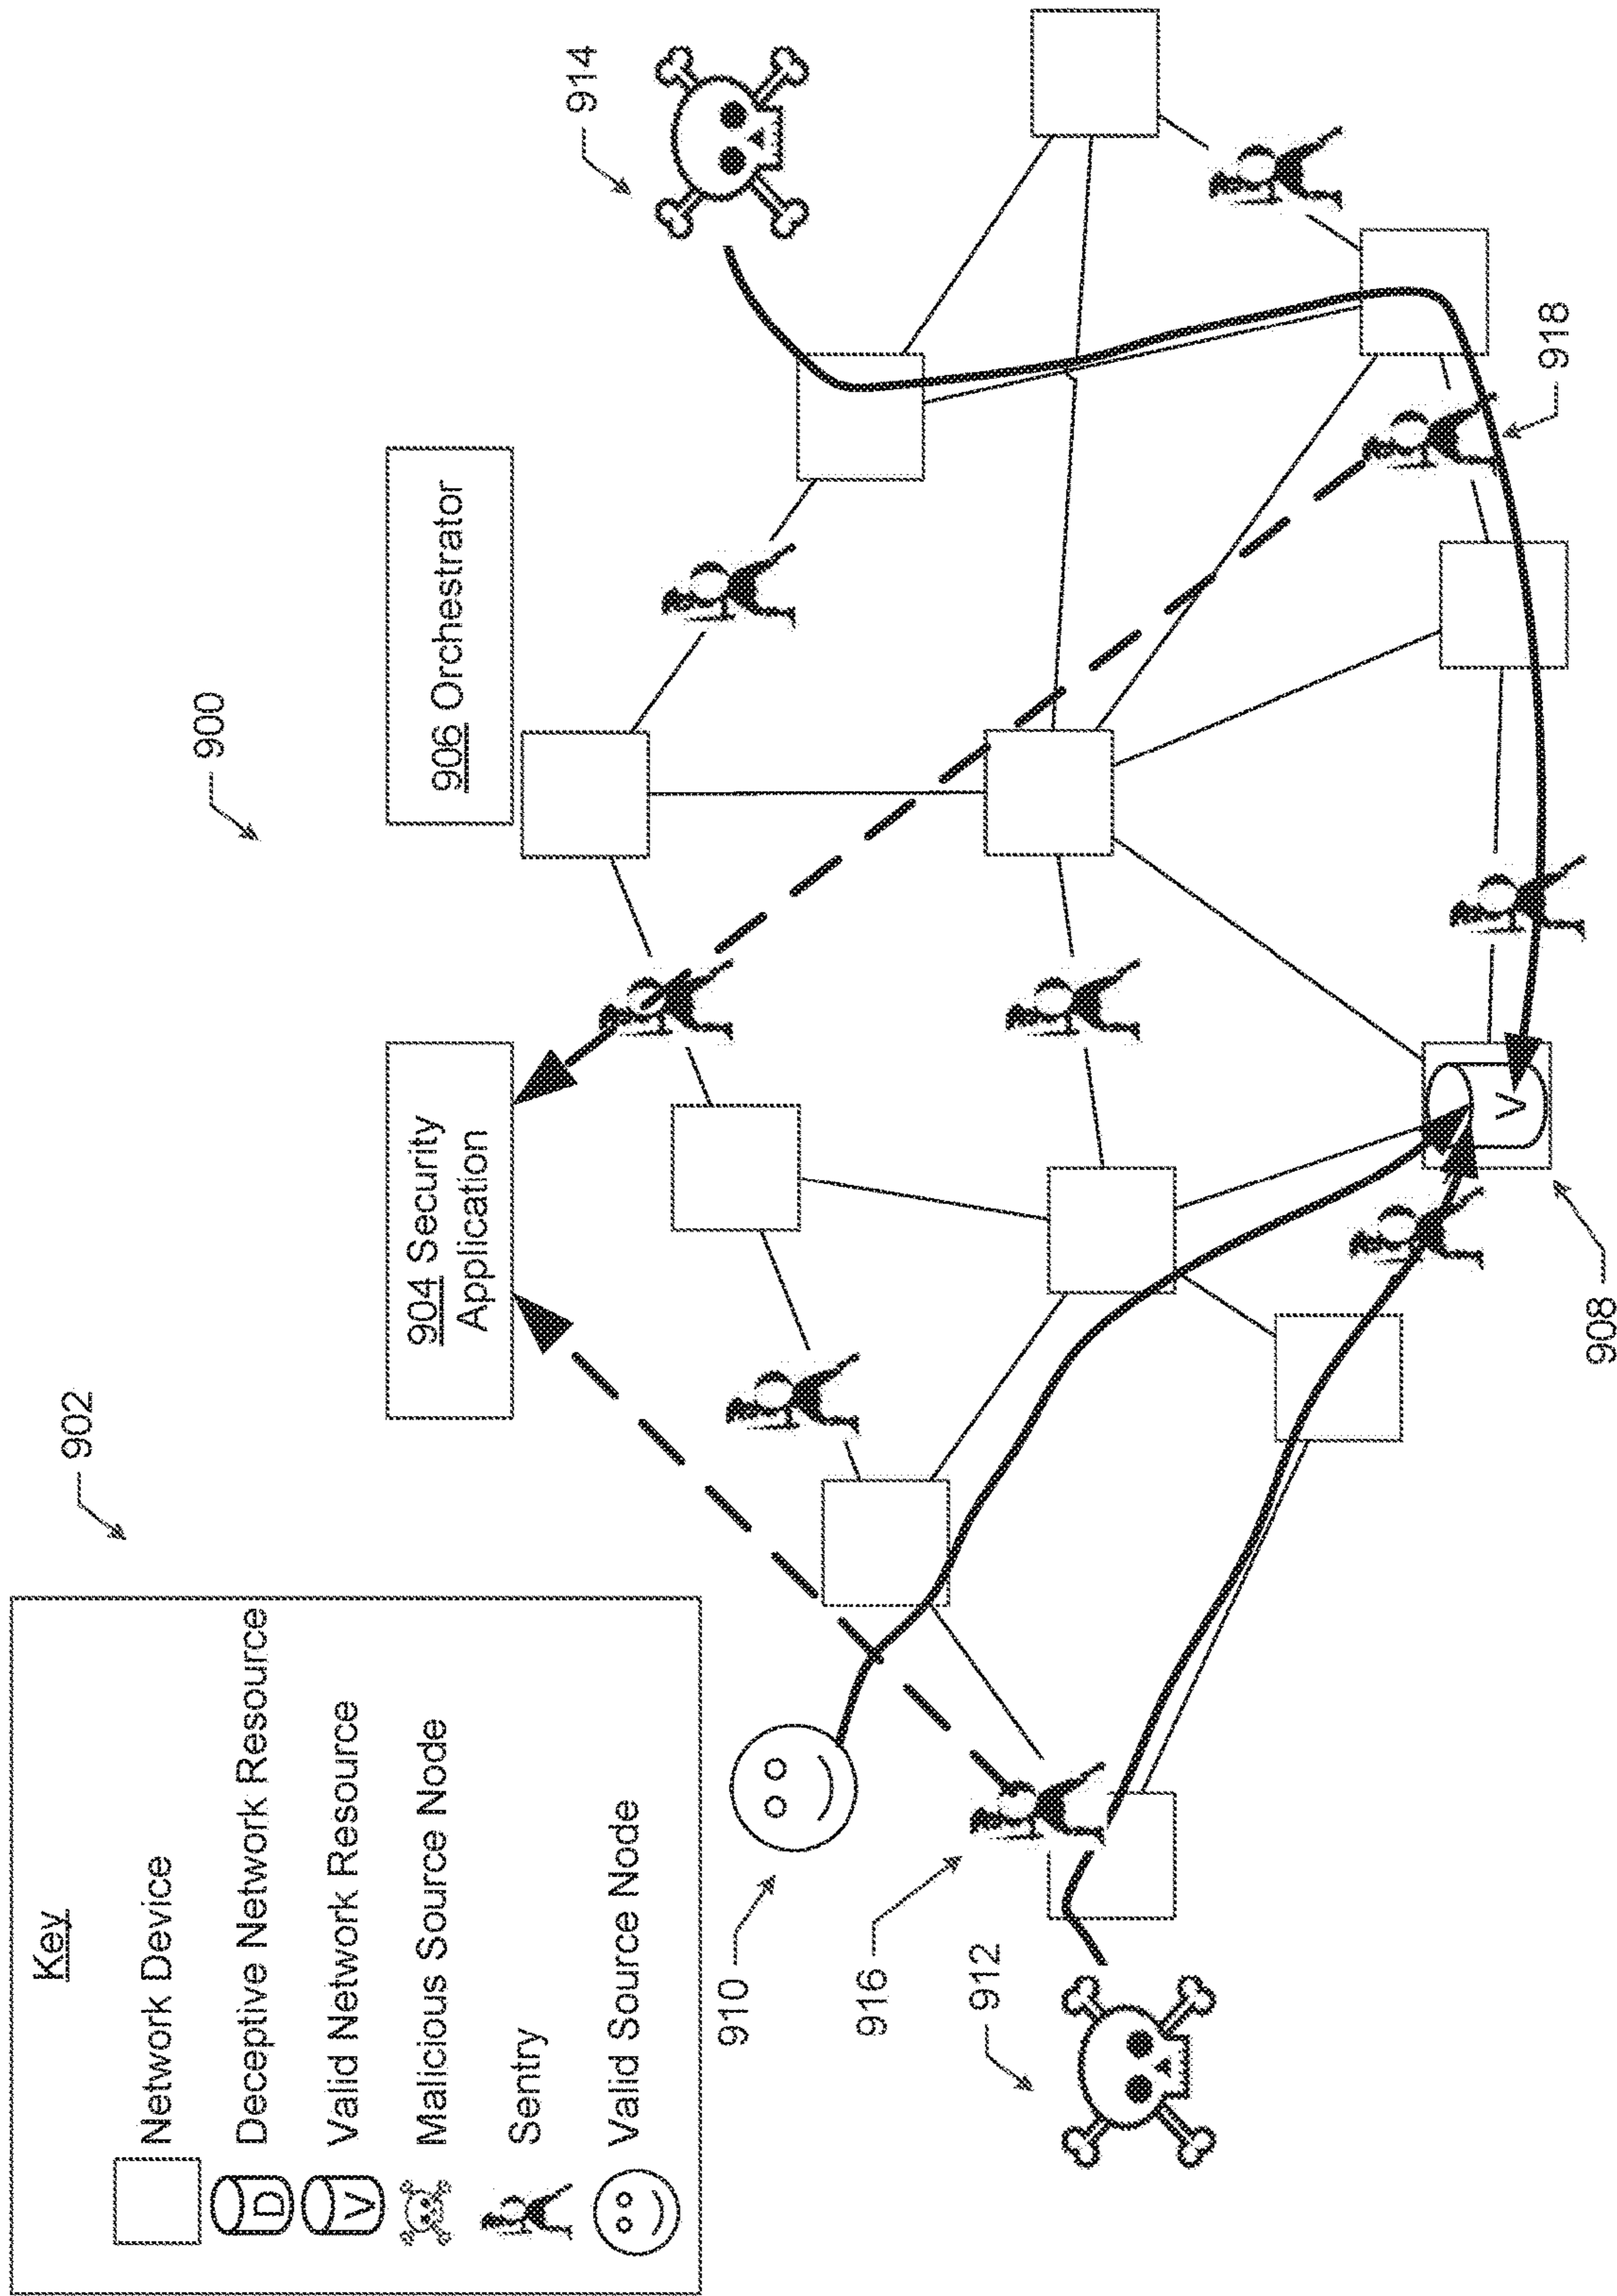 900
902
Key
Network Device
D
Deceptive Network Resource
V
Valid Network Resource
Malicious Source Node
Sentry
Valid Source Node
904 Security
Application
906 Orchestrator
910
914
916
912
V
918
908